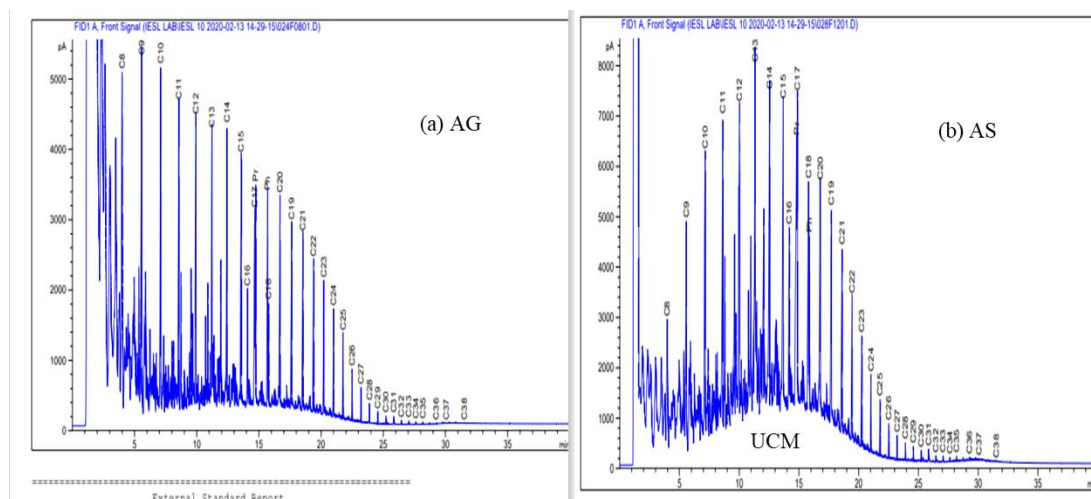 FID1 A, Front Signal (IESL LAB\IESL 10 2020-02-13 14-29-15\024F0801.D)
pA
5000
4000
3000
2000
1000
0
C8
C9
C10
C11
C12
C13
C14
C15
C16
C17
Pr
Ph
C18
C20
C19
C21
C22
C23
C24
C25
C26
C27
C28
C29
C30
C31
C32
C33
C34
C35
C36
C37
C38
(a) AG
5 10 15 20 25 30 35
External Standard Report
FID1 A, Front Signal (IESL LAB\IESL 10 2020-02-13 14-29-15\028F1201.D)
pA
8000
7000
6000
5000
4000
3000
2000
1000
0
C8
C9
C10
C11
C12
C13
C14
C15
C16
C17
Pr
C18
Ph
C20
C19
C21
C22
C23
C24
C25
C26
C27
C28
C29
C30
C31
C32
C33
C34
C35
C36
C37
C38
(b) AS
UCM
5 10 15 20 25 30 35